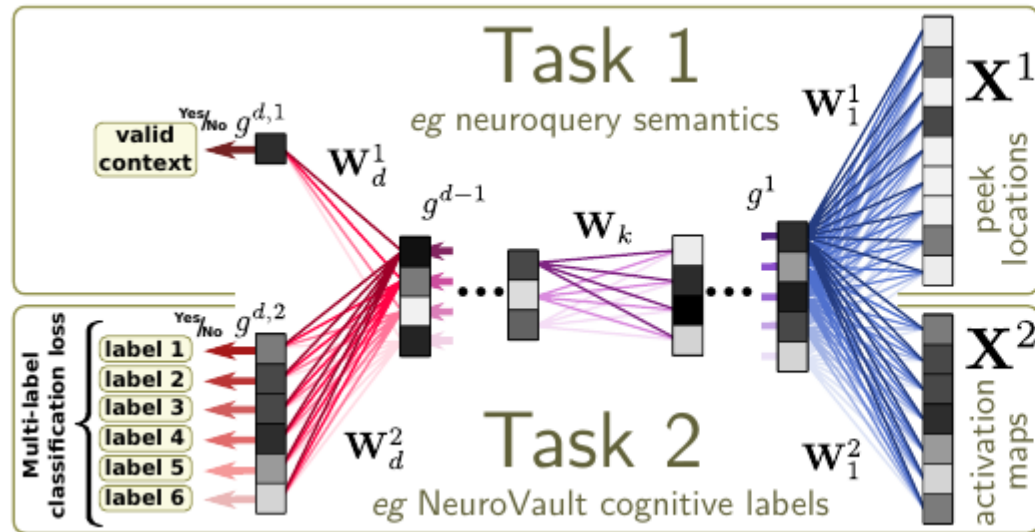 Task 1
eg neuroquery semantics
Yes/No
valid
context
g^{d,1}
W_d^1
g^{d-1}
W_k
g^1
W_1^1
X^1
peek
locations
Multi-label
classification loss
Yes/No
g^{d,2}
label 1
label 2
label 3
label 4
label 5
label 6
W_d^2
Task 2
eg NeuroVault cognitive labels
W_1^2
X^2
activation
maps